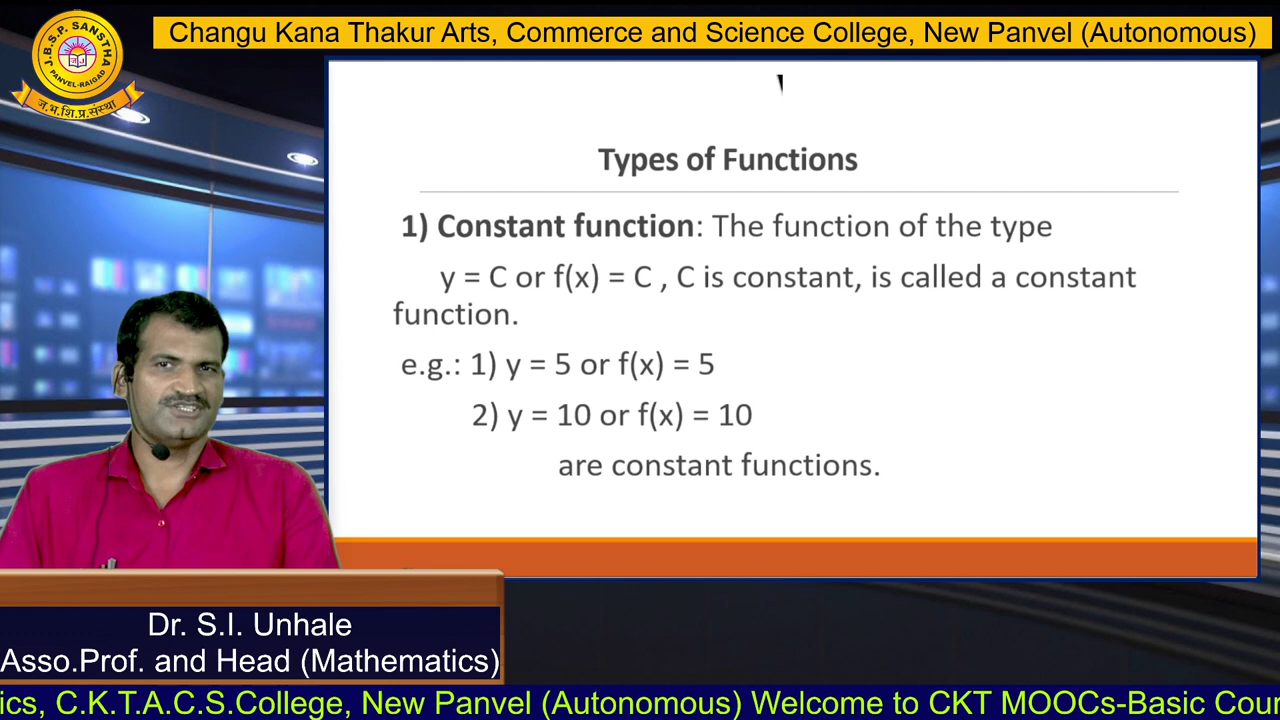 Changu Kana Thakur Arts, Commerce and Science College, New Panvel (Autonomous)
J.B.S.P. SANSTHA
PANVEL-RAIGAD
ज.भ.शि.प्र.संस्था
Types of Functions
1) Constant function: The function of the type
y = C or f(x) = C , C is constant, is called a constant
function.
e.g.: 1) y = 5 or f(x) = 5
2) y = 10 or f(x) = 10
are constant functions.
Dr. S.I. Unhale
Asso.Prof. and Head (Mathematics)
ics, C.K.T.A.C.S.College, New Panvel (Autonomous) Welcome to CKT MOOCs-Basic Cour